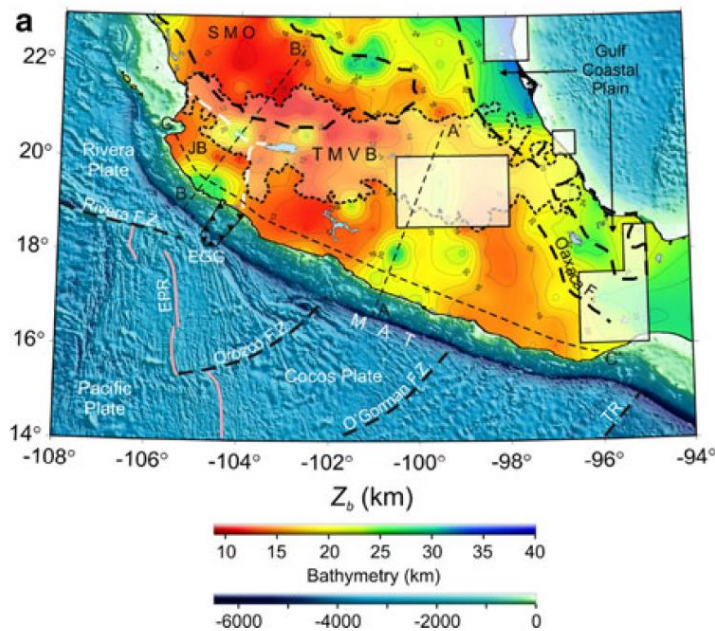 a
22°
20°
18°
16°
14°
-108°
-106°
-104°
-102°
-100°
-98°
-96°
-94°
S M O
B'
Gulf
Coastal
Plain
C'
A'
JB
T M V B
Rivera
Plate
B
Rivera F.Z.
EGG
Oaxaca F.
EPR
A
M A T
Orozco F.Z.
Cocos Plate
C
Pacific
Plate
O'Gorman F.Z.
TR
Zb (km)
10 15 20 25 30 35 40
Bathymetry (km)
-6000 -4000 -2000 0